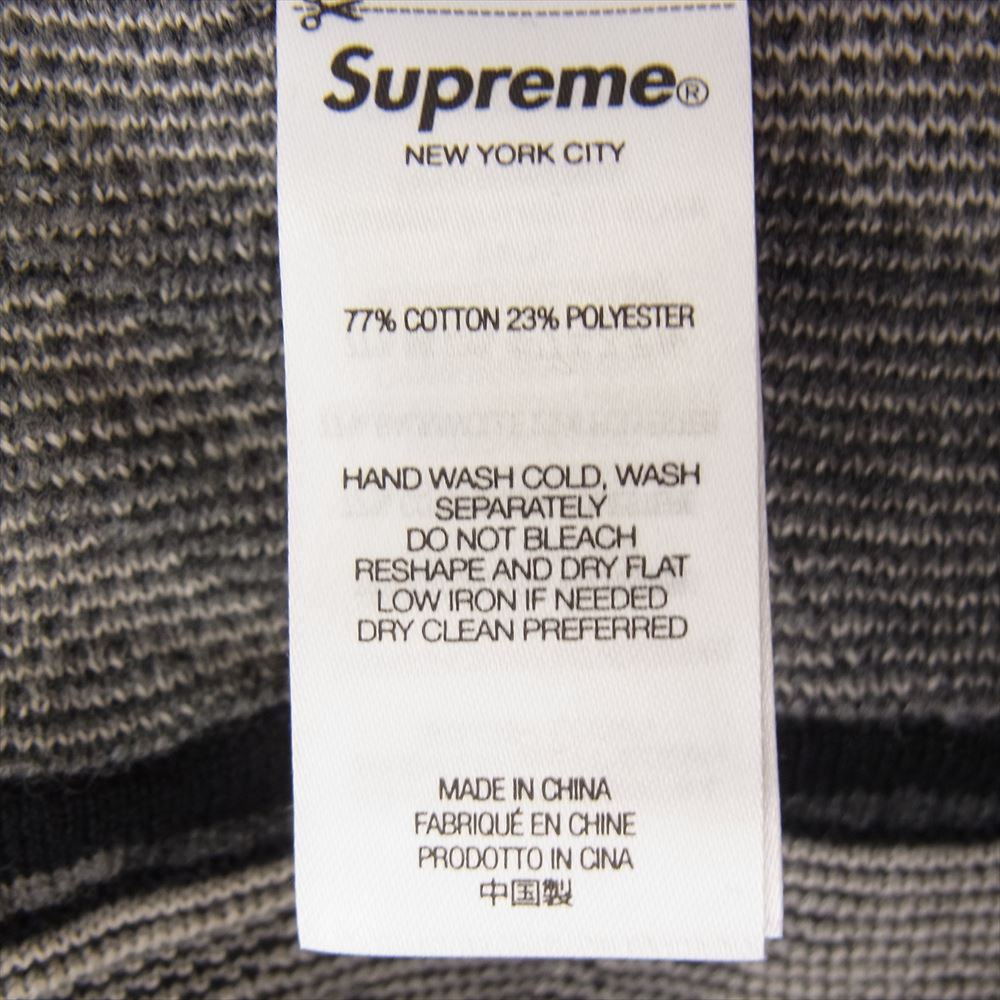 Supreme®
NEW YORK CITY
77% COTTON 23% POLYESTER
HAND WASH COLD, WASH
SEPARATELY
DO NOT BLEACH
RESHAPE AND DRY FLAT
LOW IRON IF NEEDED
DRY CLEAN PREFERRED
MADE IN CHINA
FABRIQUÉ EN CHINE
PRODOTTO IN CINA
中国製